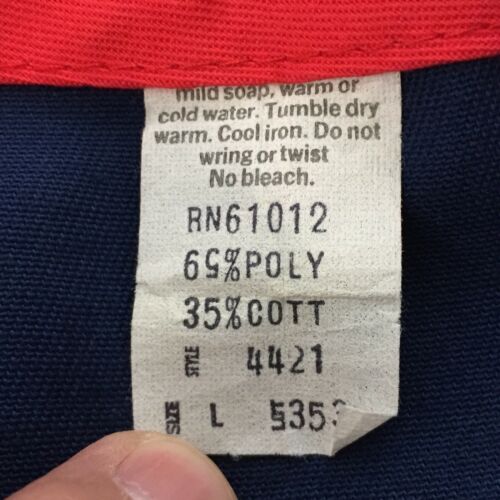 mild soap, warm or
cold water. Tumble dry
warm. Cool iron. Do not
wring or twist
No bleach.
RN61012
65%POLY
35%COTT
STYLE 4421
SIZE L